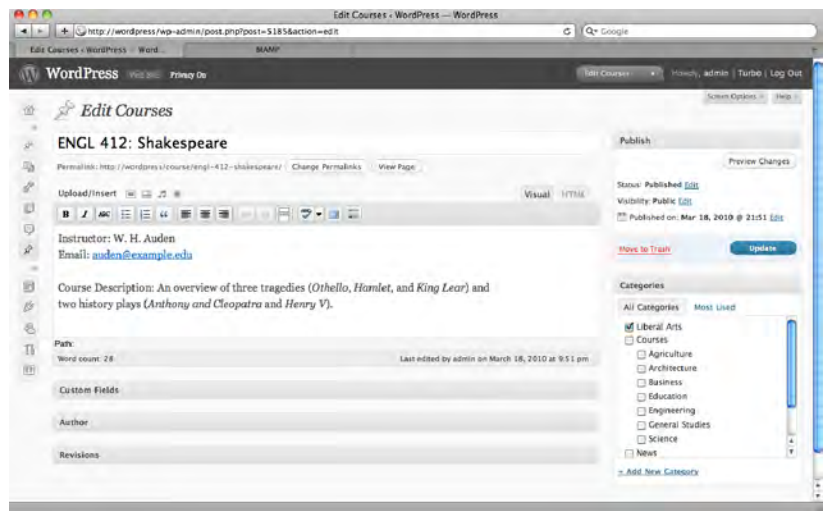 Edit Courses ‹ WordPress — WordPress
http://wordpress/wp-admin/post.php?post=5185&action=edit
Google
Edit Courses ‹ WordPress — Word...
MAMP
WordPress Visit Site Privacy On
Edit Courses
Howdy, admin | Turbo | Log Out
Screen Options
Help
Edit Courses
ENGL 412: Shakespeare
Permalink: http://wordpress/course/engl-412-shakespeare/ Change Permalinks View Page
Upload/Insert
Visual HTML
B I ABC
Instructor: W. H. Auden
Email: auden@example.edu
Course Description: An overview of three tragedies (Othello, Hamlet, and King Lear) and
two history plays (Anthony and Cleopatra and Henry V).
Path:
Word count: 28
Last edited by admin on March 18, 2010 at 9:51 pm
Custom Fields
Author
Revisions
Publish
Preview Changes
Status: Published Edit
Visibility: Public Edit
Published on: Mar 18, 2010 @ 21:51 Edit
Move to Trash
Update
Categories
All Categories Most Used
Liberal Arts
Courses
Agriculture
Architecture
Business
Education
Engineering
General Studies
Science
News
+ Add New Category